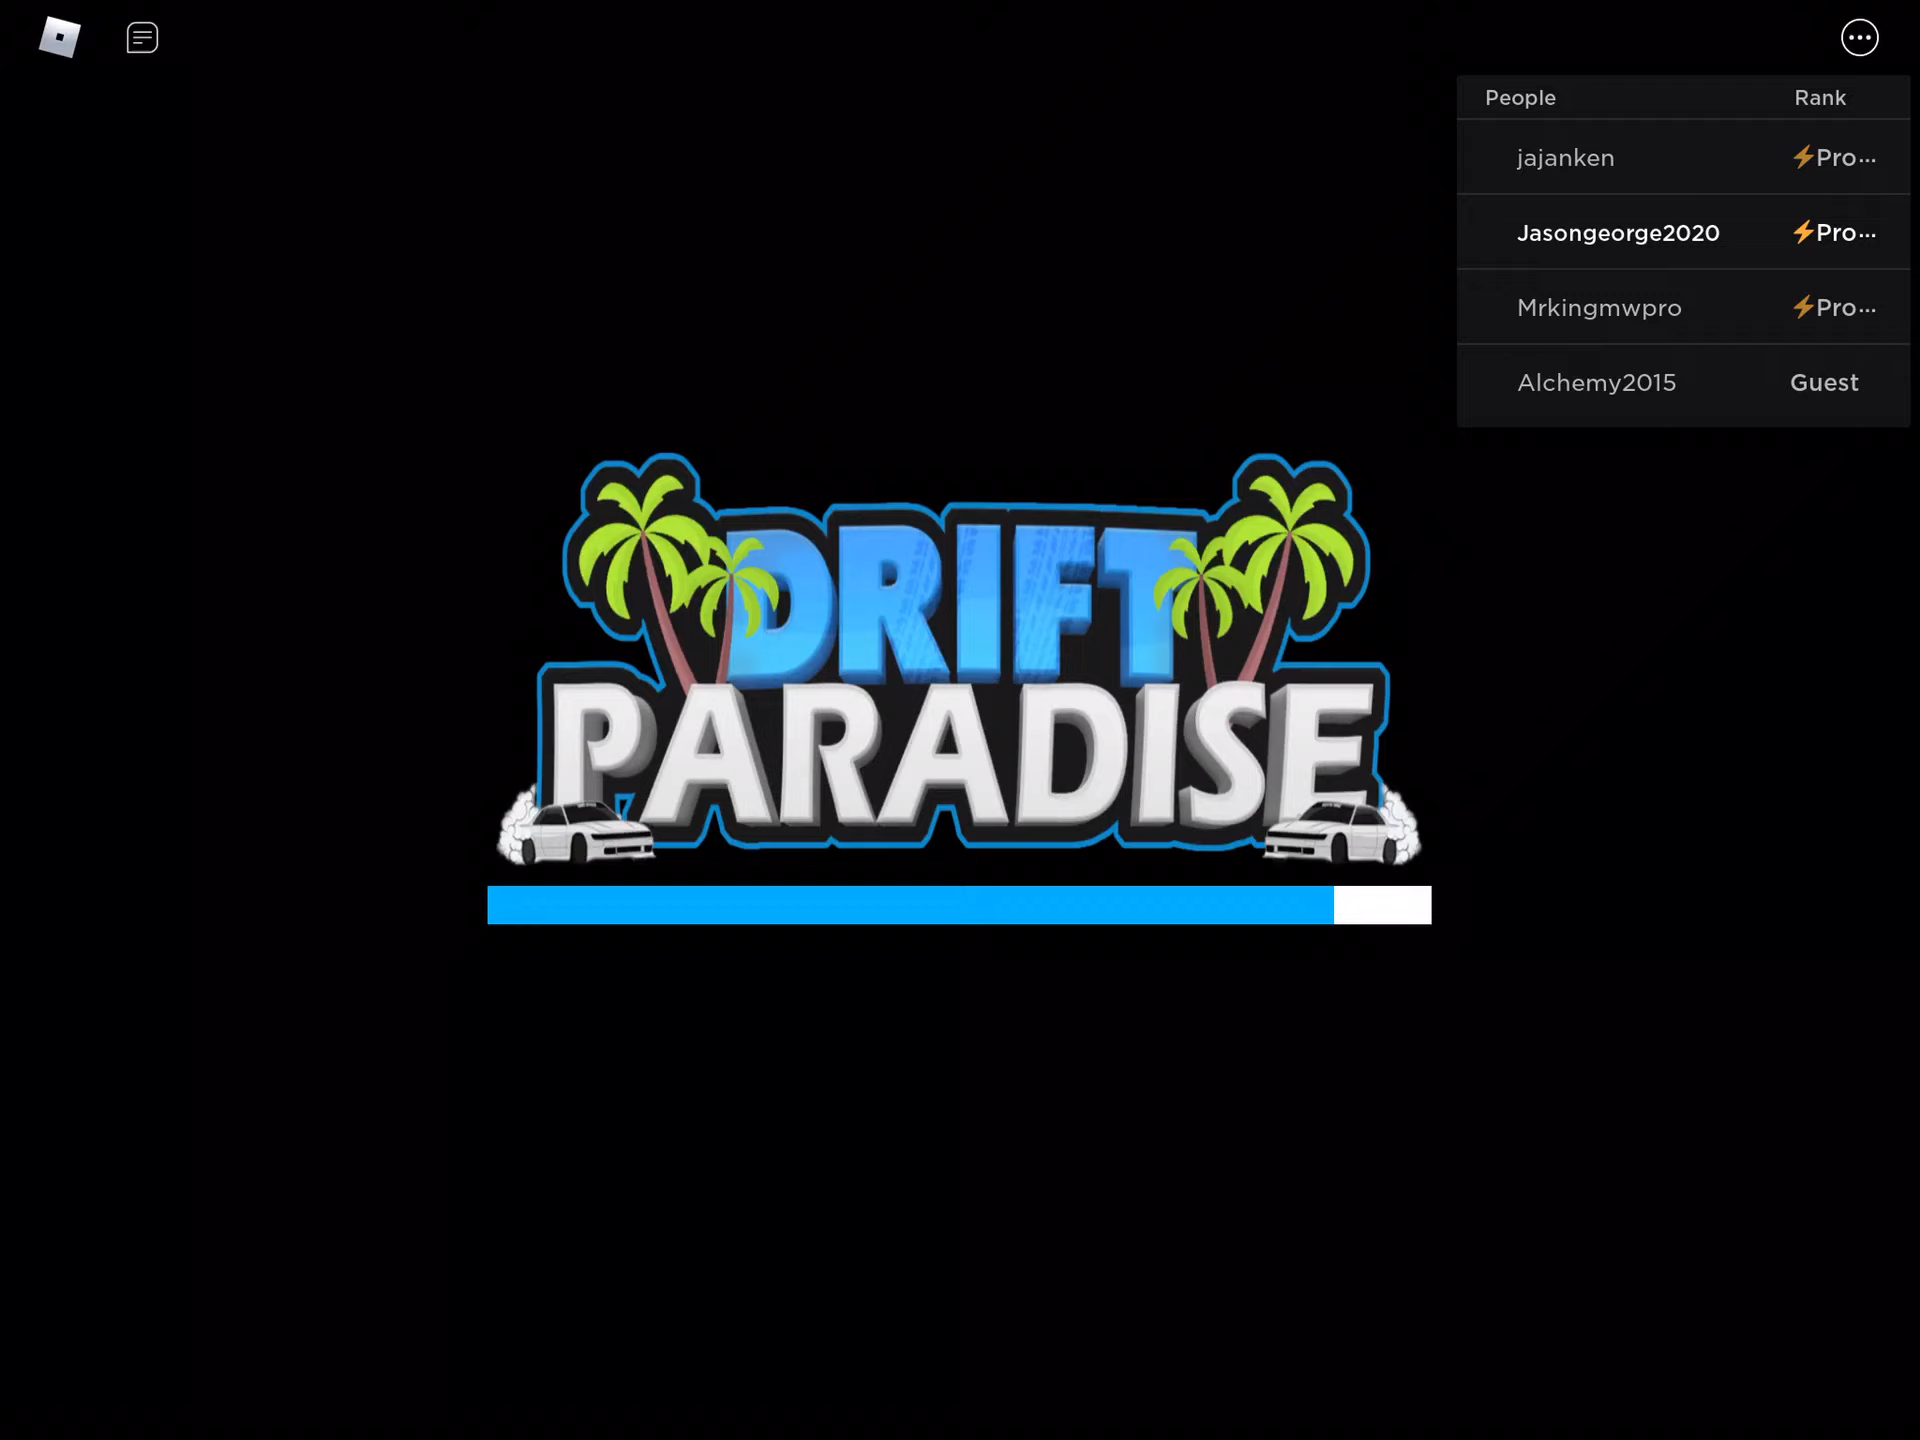 People Rank
jajanken ⚡Pro...
Jasongeorge2020 ⚡Pro...
Mrkingmwpro ⚡Pro...
Alchemy2015 Guest
DRIFT
PARADISE